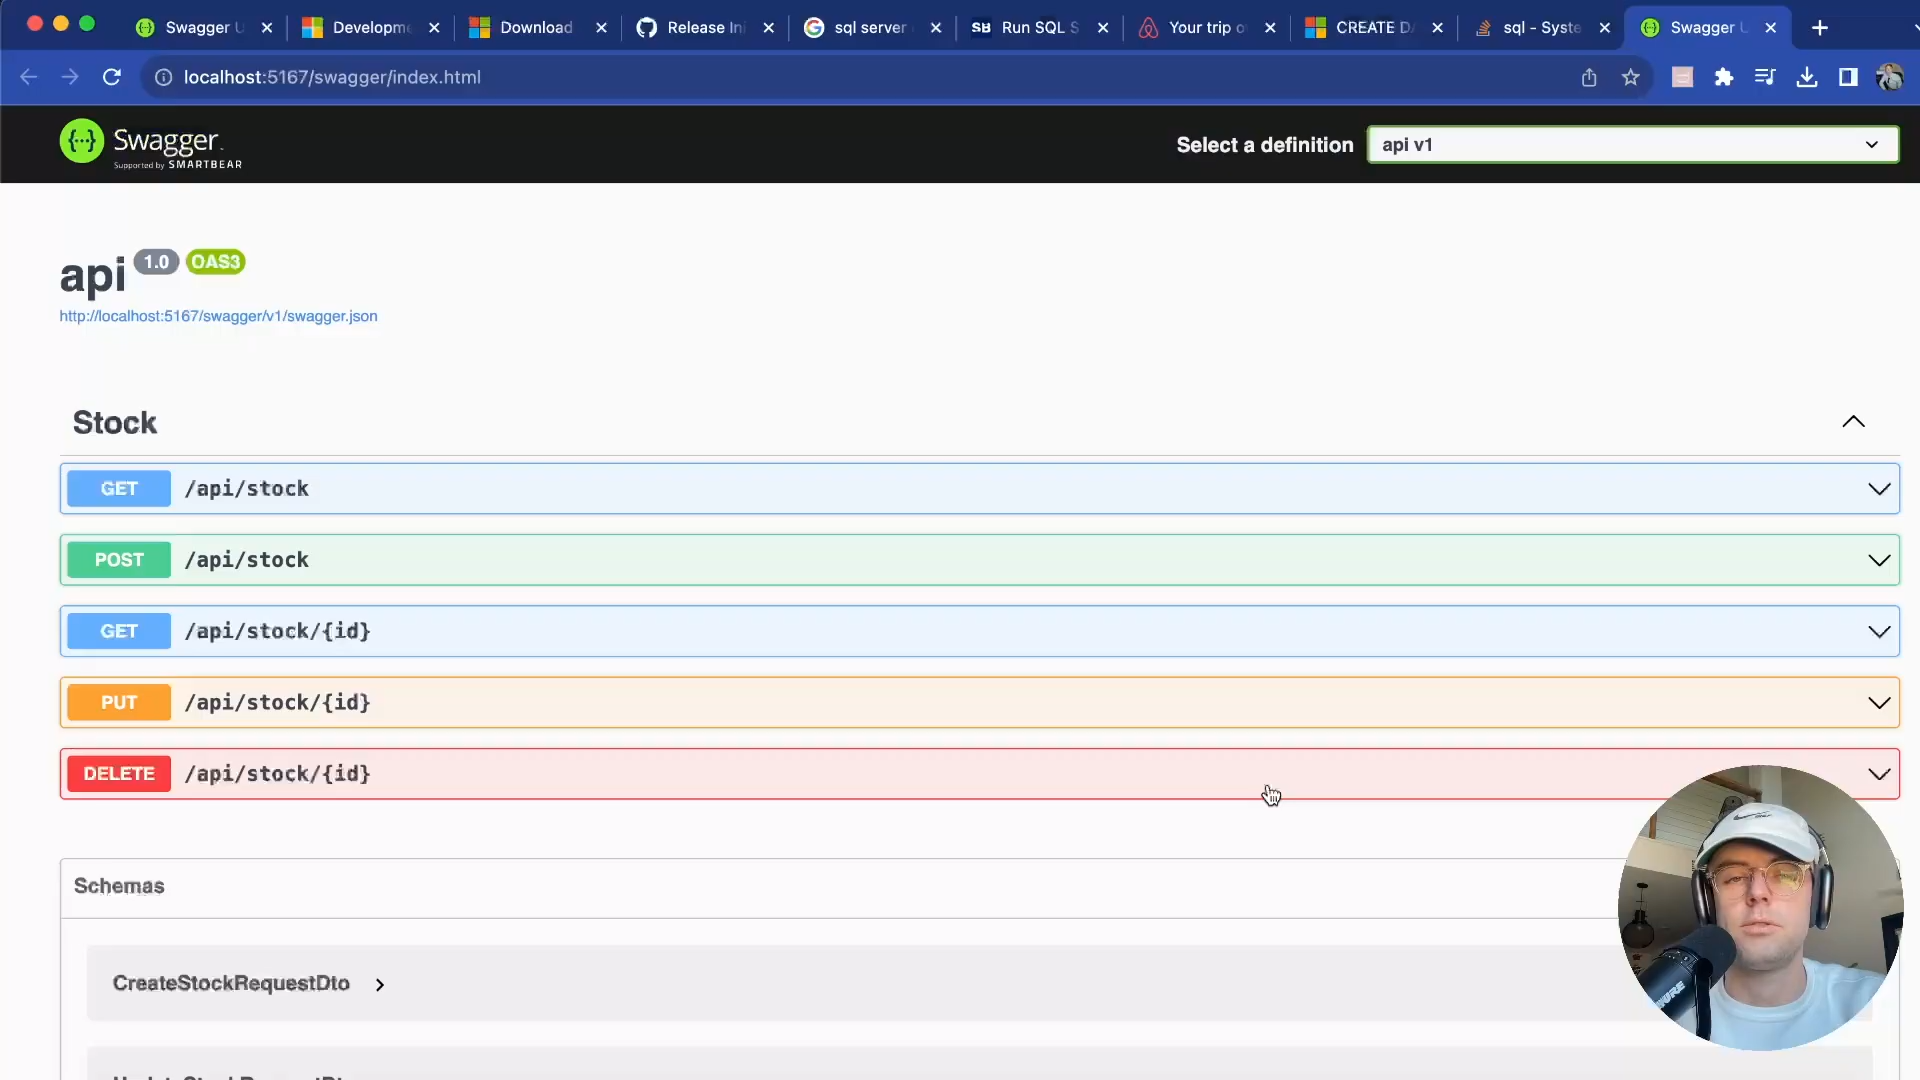 Swagger U
Developme
Download
Release Ini
sql server
SB Run SQL S
Your trip o
CREATE DA
sql - Syste
Swagger U
localhost:5167/swagger/index.html
Swagger.
Supported by SMARTBEAR
Select a definition
api v1
api 1.0 OAS3
http://localhost:5167/swagger/v1/swagger.json
Stock
GET /api/stock
POST /api/stock
GET /api/stock/{id}
PUT /api/stock/{id}
DELETE /api/stock/{id}
Schemas
CreateStockRequestDto